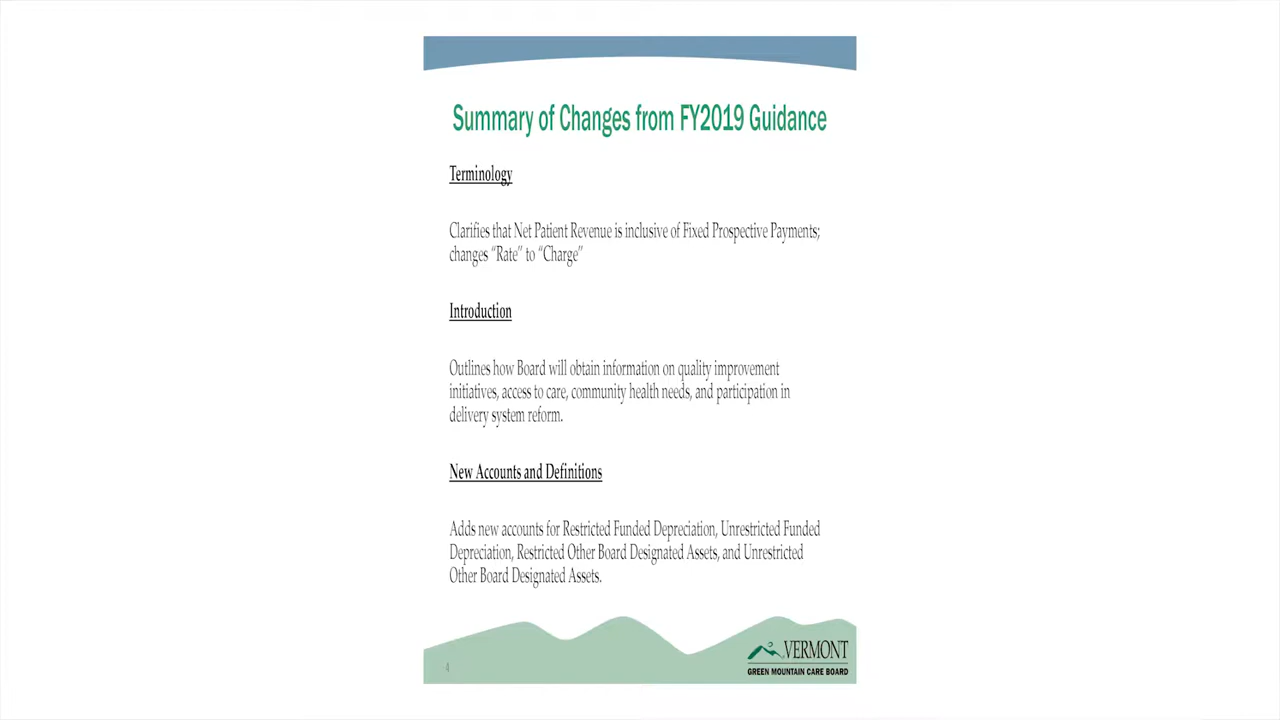 Summary of Changes from FY2019 Guidance
Terminology
Clarifies that Net Patient Revenue is inclusive of Fixed Prospective Payments;
changes “Rate” to “Charge”
Introduction
Outlines how Board will obtain information on quality improvement
initiatives, access to care, community health needs, and participation in
delivery system reform.
New Accounts and Definitions
Adds new accounts for Restricted Funded Depreciation, Unrestricted Funded
Depreciation, Restricted Other Board Designated Assets, and Unrestricted
Other Board Designated Assets.
4
VERMONT
GREEN MOUNTAIN CARE BOARD